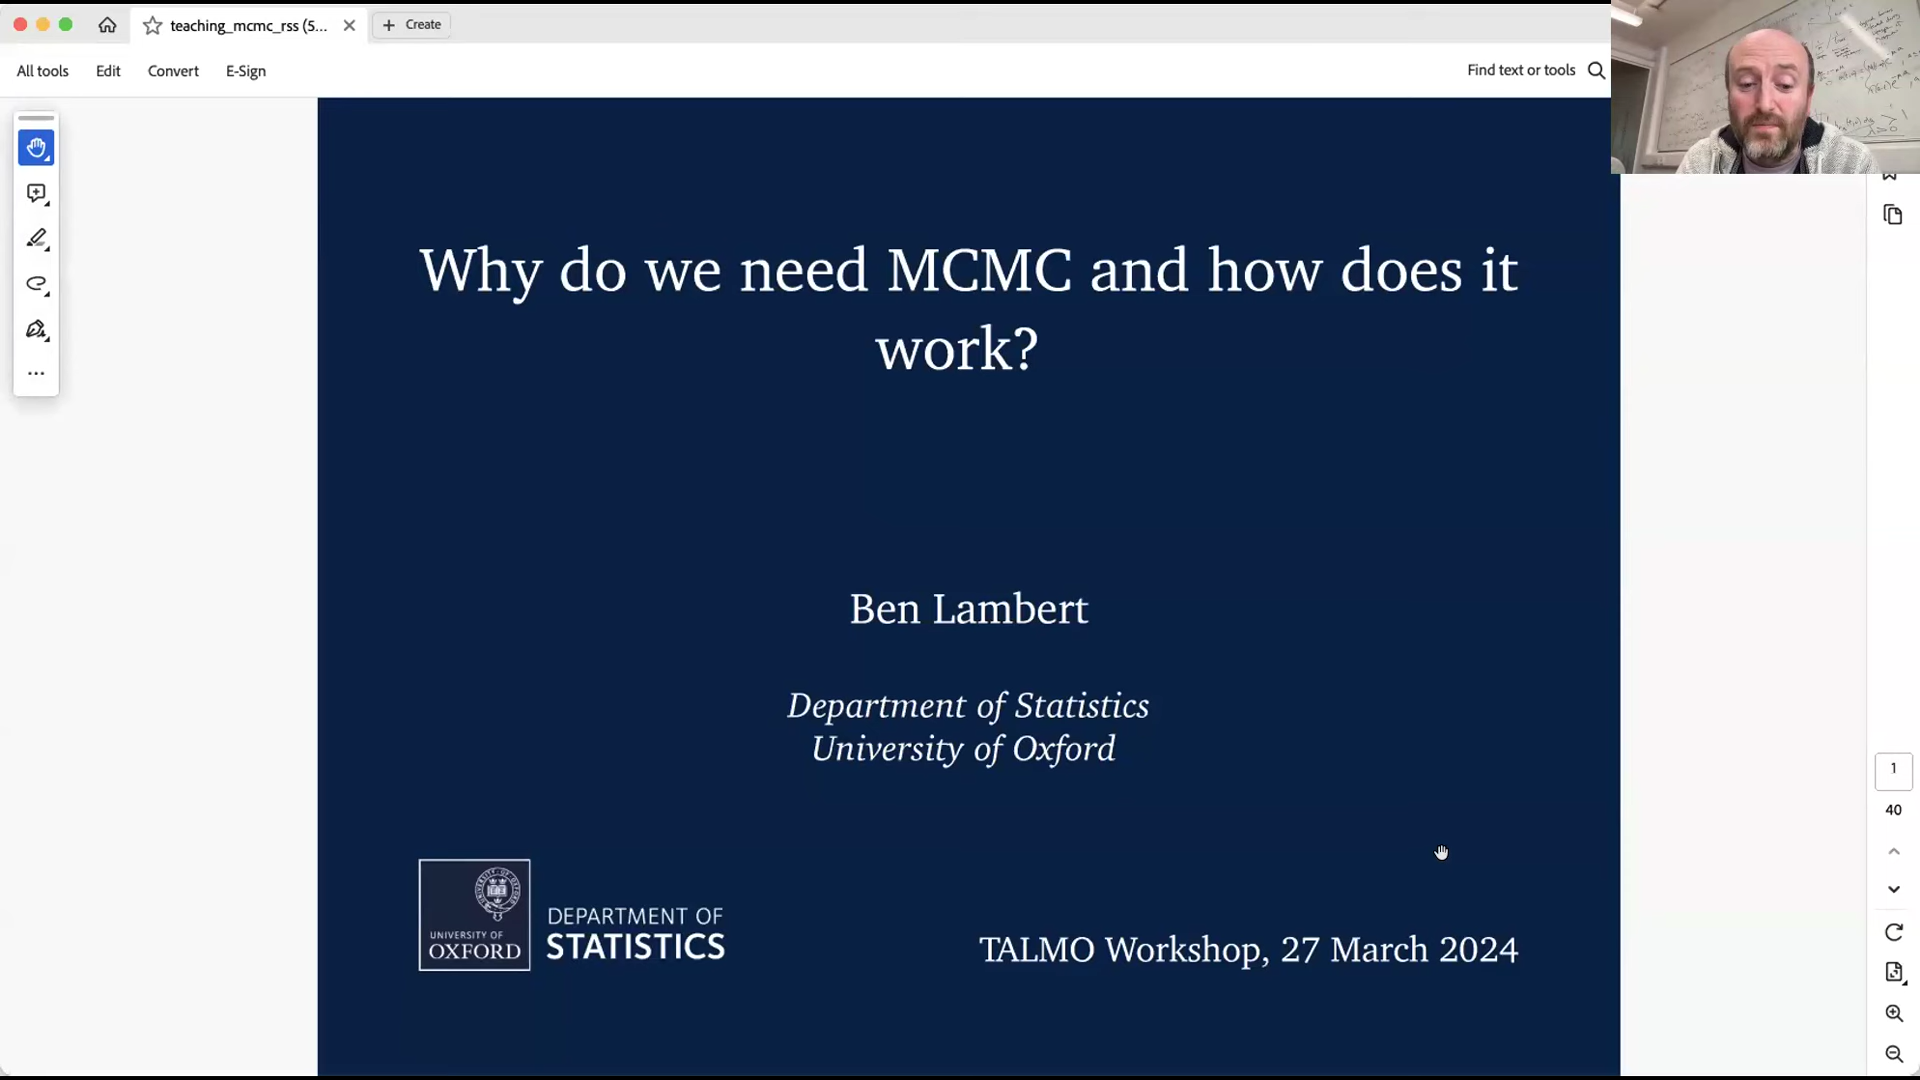 teaching_mcmc_rss (5...
Create
All tools
Edit
Convert
E-Sign
Find text or tools
Why do we need MCMC and how does it
work?
Ben Lambert
Department of Statistics
University of Oxford
UNIVERSITY OF
OXFORD
DEPARTMENT OF
STATISTICS
TALMO Workshop, 27 March 2024
1
40